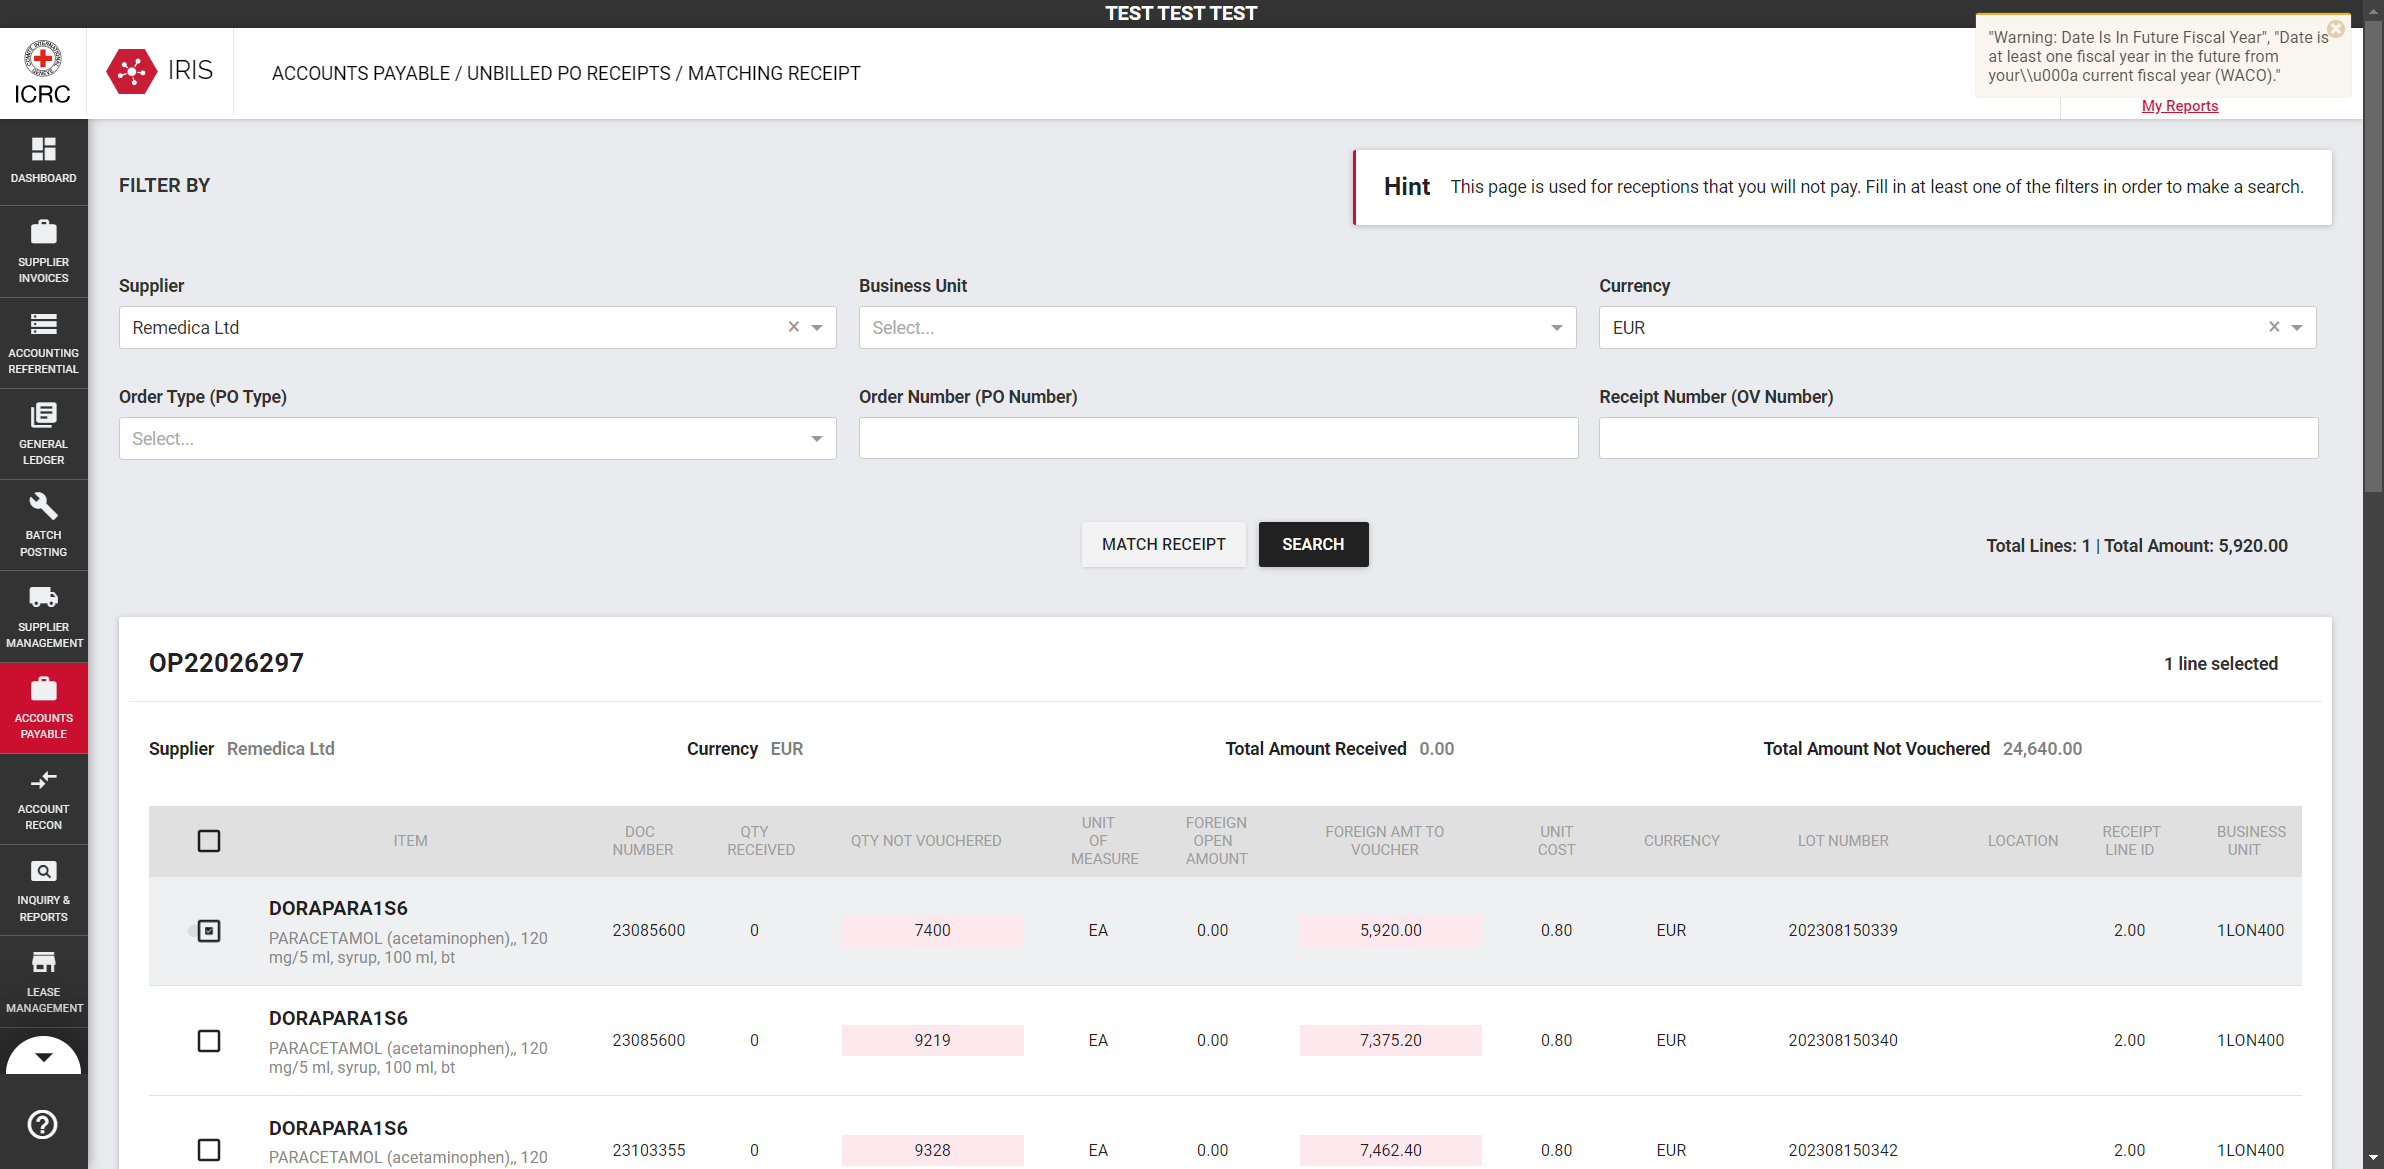 TEST TEST TEST
ICRC
IRIS
ACCOUNTS PAYABLE / UNBILLED PO RECEIPTS / MATCHING RECEIPT
"Warning: Date Is In Future Fiscal Year", "Date is
at least one fiscal year in the future from
your\\u000a current fiscal year (WACO)."
My Reports
DASHBOARD
SUPPLIER
INVOICES
ACCOUNTING
REFERENTIAL
GENERAL
LEDGER
BATCH
POSTING
SUPPLIER
MANAGEMENT
ACCOUNTS
PAYABLE
ACCOUNT
RECON
INQUIRY &
REPORTS
LEASE
MANAGEMENT
FILTER BY
Hint This page is used for receptions that you will not pay. Fill in at least one of the filters in order to make a search.
Supplier Business Unit Currency
Remedica Ltd Select... EUR
Order Type (PO Type) Order Number (PO Number) Receipt Number (OV Number)
Select...
MATCH RECEIPT SEARCH Total Lines: 1 | Total Amount: 5,920.00
OP22026297 1 line selected
Supplier Remedica Ltd Currency EUR Total Amount Received 0.00 Total Amount Not Vouchered 24,640.00
ITEM DOC NUMBER QTY RECEIVED QTY NOT VOUCHERED UNIT OF MEASURE FOREIGN OPEN AMOUNT FOREIGN AMT TO VOUCHER UNIT COST CURRENCY LOT NUMBER LOCATION RECEIPT LINE ID BUSINESS UNIT
DORAPARA1S6
PARACETAMOL (acetaminophen),, 120
mg/5 ml, syrup, 100 ml, bt
23085600 0 7400 EA 0.00 5,920.00 0.80 EUR 202308150339 2.00 1LON400
DORAPARA1S6
PARACETAMOL (acetaminophen),, 120
mg/5 ml, syrup, 100 ml, bt
23085600 0 9219 EA 0.00 7,375.20 0.80 EUR 202308150340 2.00 1LON400
DORAPARA1S6
PARACETAMOL (acetaminophen),, 120
23103355 0 9328 EA 0.00 7,462.40 0.80 EUR 202308150342 2.00 1LON400